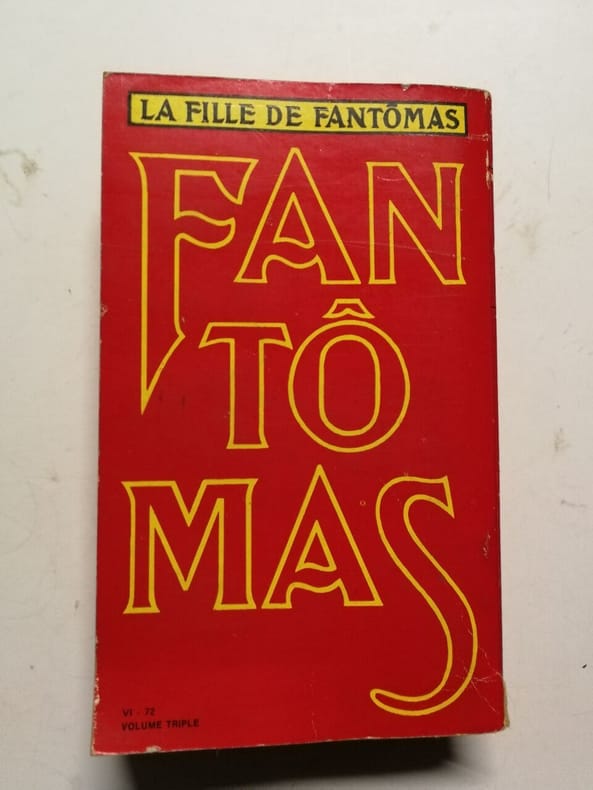 LA FILLE DE FANTÔMAS
FAN
TÔ
MAS
VI - 72
VOLUME TRIPLE